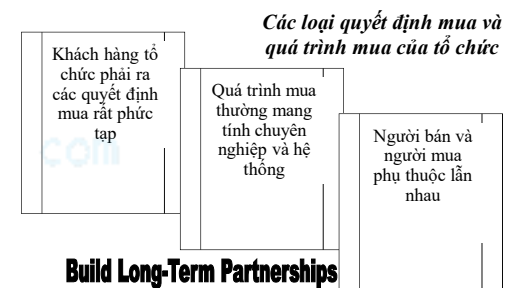 Các loại quyết định mua và
quá trình mua của tổ chức
Khách hàng tổ
chức phải ra
các quyết định
mua rất phức
tạp
Quá trình mua
thường mang
tính chuyên
nghiệp và hệ
thống
Người bán và
người mua
phụ thuộc lẫn
nhau
com
Build Long-Term Partnerships